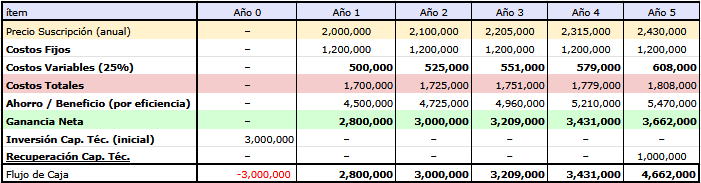 ítem Año 0 Año 1 Año 2 Año 3 Año 4 Año 5
Precio Suscripción (anual) – 2,000,000 2,100,000 2,205,000 2,315,000 2,430,000
Costos Fijos – 1,200,000 1,200,000 1,200,000 1,200,000 1,200,000
Costos Variables (25%) – 500,000 525,000 551,000 579,000 608,000
Costos Totales – 1,700,000 1,725,000 1,751,000 1,779,000 1,808,000
Ahorro / Beneficio (por eficiencia) – 4,500,000 4,725,000 4,960,000 5,210,000 5,470,000
Ganancia Neta – 2,800,000 3,000,000 3,209,000 3,431,000 3,662,000
Inversión Cap. Téc. (inicial) 3,000,000 – – – – –
Recuperación Cap. Téc. – – – – – 1,000,000
Flujo de Caja -3,000,000 2,800,000 3,000,000 3,209,000 3,431,000 4,662,000